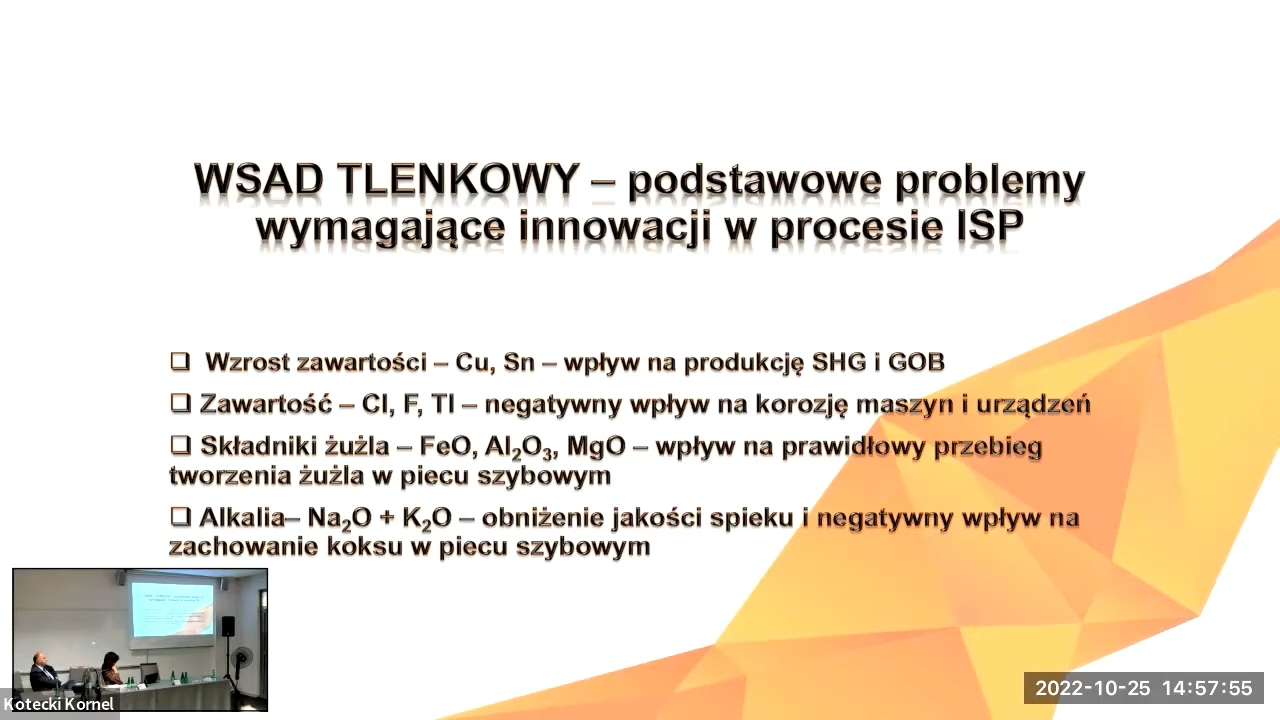 WSAD TLENKOWY – podstawowe problemy
wymagające innowacji w procesie ISP
❑ Wzrost zawartości – Cu, Sn – wpływ na produkcję SHG i GOB
❑ Zawartość – Cl, F, Tl – negatywny wpływ na korozję maszyn i urządzeń
❑ Składniki żużla – FeO, Al₂O₃, MgO – wpływ na prawidłowy przebieg
tworzenia żużla w piecu szybowym
❑ Alkalia– Na₂O + K₂O – obniżenie jakości spieku i negatywny wpływ na
zachowanie koksu w piecu szybowym
Kotecki Kornel
2022-10-25 14:57:55